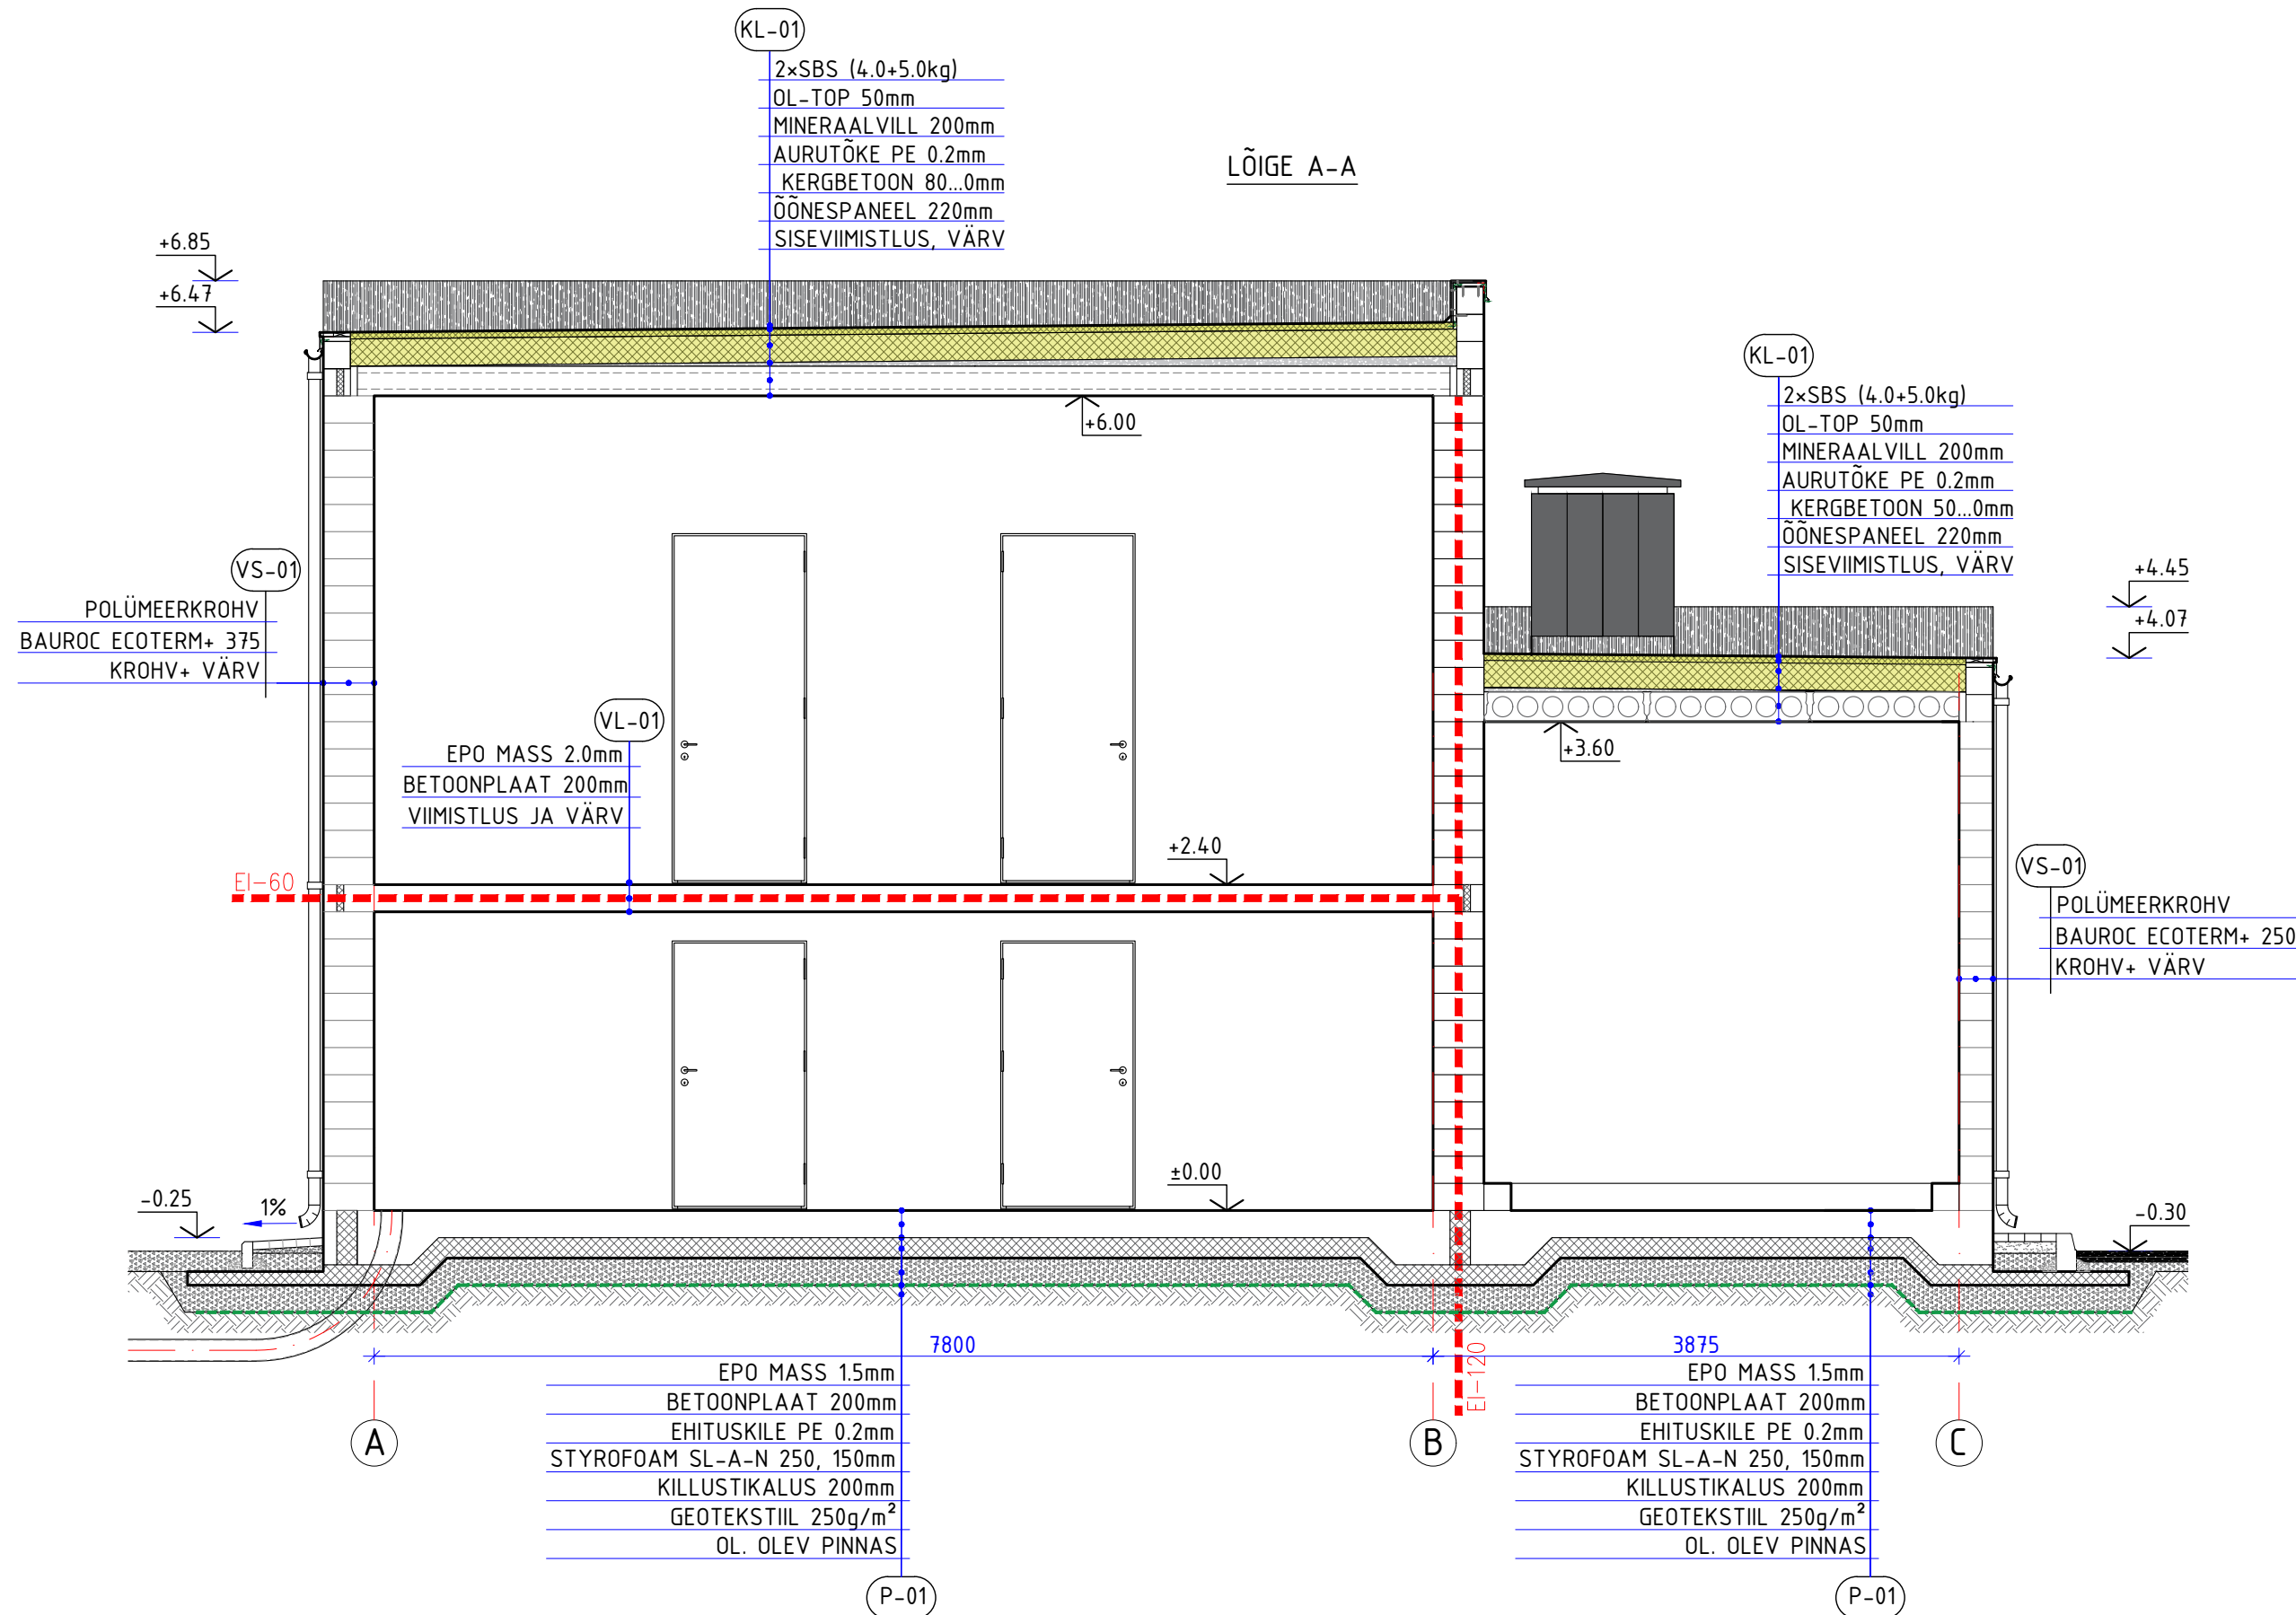 KL-01
2×SBS (4.0+5.0kg)
OL-TOP 50mm
MINERAALVILL 200mm
AURUTÕKE PE 0.2mm
KERGBETOON 80...0mm
ÕÕNESPANEEL 220mm
SISEVIIMISTLUS, VÄRV
LÕIGE A-A
+6.85
+6.47
+6.00
KL-01
2×SBS (4.0+5.0kg)
OL-TOP 50mm
MINERAALVILL 200mm
AURUTÕKE PE 0.2mm
KERGBETOON 50...0mm
ÕÕNESPANEEL 220mm
SISEVIIMISTLUS, VÄRV
+4.45
+4.07
VS-01
POLÜMEERKROHV
BAUROC ECOTERM+ 375
KROHV+ VÄRV
VL-01
EPO MASS 2.0mm
BETOONPLAAT 200mm
VIIMISTLUS JA VÄRV
+3.60
+2.40
EI-60
VS-01
POLÜMEERKROHV
BAUROC ECOTERM+ 250
KROHV+ VÄRV
-0.25
1%
±0.00
-0.30
7800
3875
EI-120
EPO MASS 1.5mm
BETOONPLAAT 200mm
EHITUSKILE PE 0.2mm
STYROFOAM SL-A-N 250, 150mm
KILLUSTIKALUS 200mm
GEOTEKSTIIL 250g/m²
OL. OLEV PINNAS
P-01
EPO MASS 1.5mm
BETOONPLAAT 200mm
EHITUSKILE PE 0.2mm
STYROFOAM SL-A-N 250, 150mm
KILLUSTIKALUS 200mm
GEOTEKSTIIL 250g/m²
OL. OLEV PINNAS
P-01
A
B
C